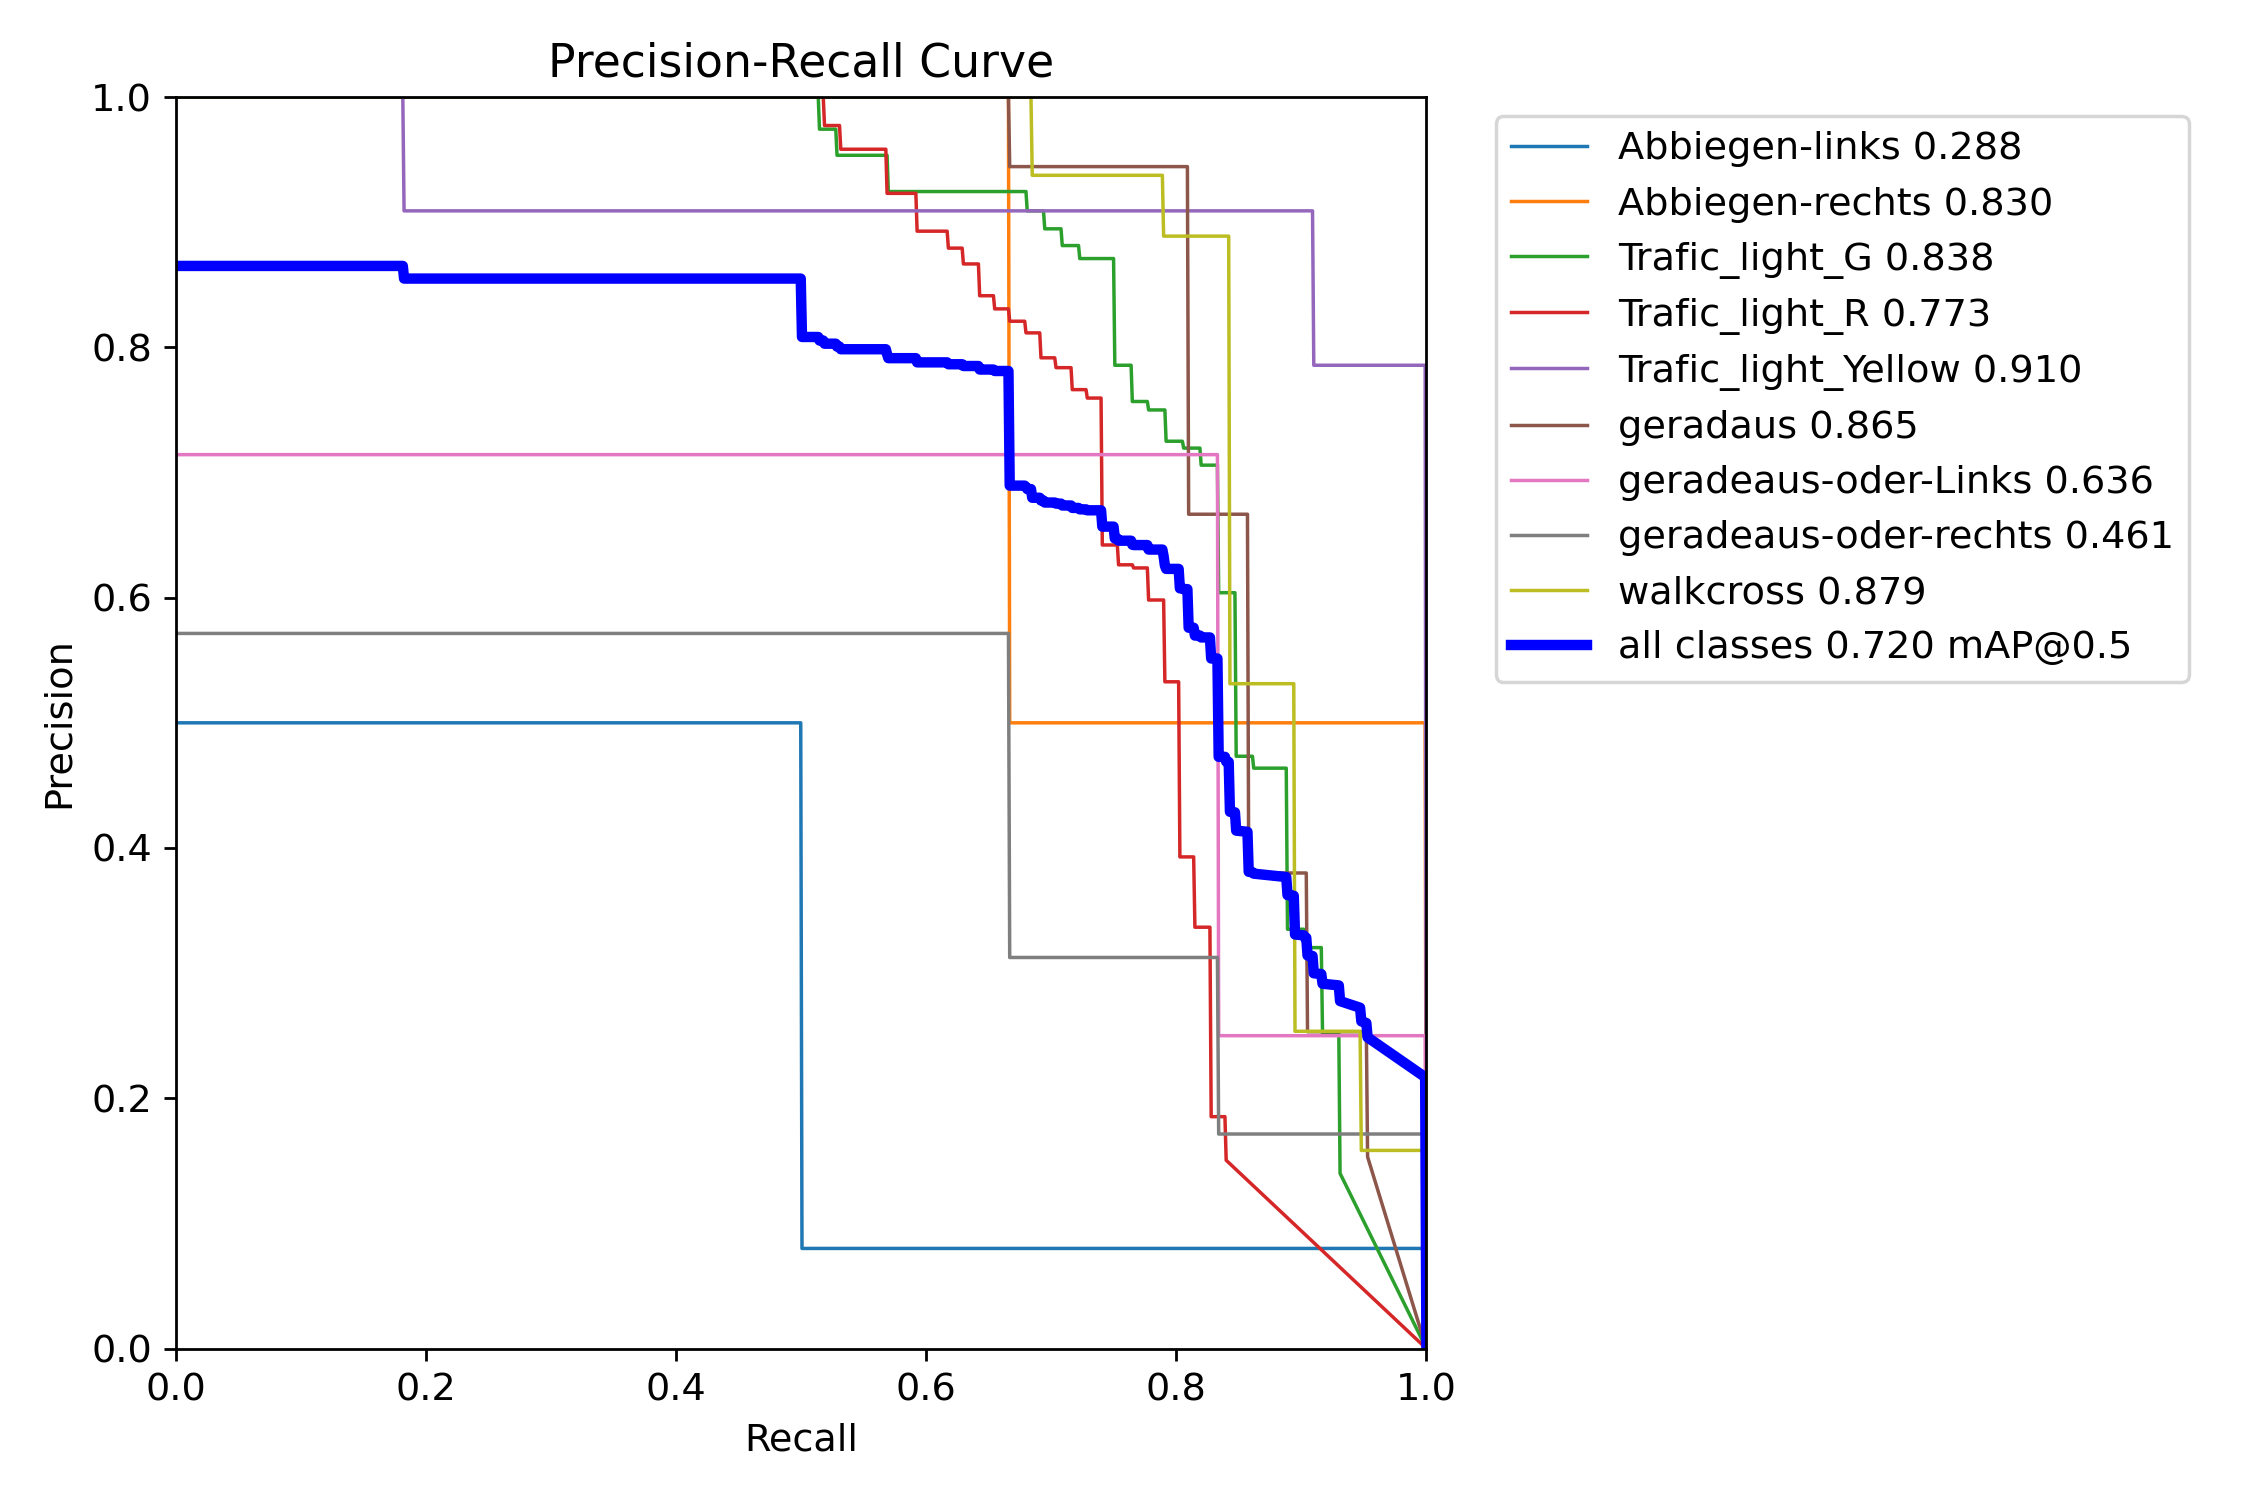 Precision-Recall Curve
1.0
0.8
0.6
0.4
0.2
0.0
Precision
0.0 0.2 0.4 0.6 0.8 1.0
Recall
Abbiegen-links 0.288
Abbiegen-rechts 0.830
Trafic_light_G 0.838
Trafic_light_R 0.773
Trafic_light_Yellow 0.910
geradaus 0.865
geradeaus-oder-Links 0.636
geradeaus-oder-rechts 0.461
walkcross 0.879
all classes 0.720 mAP@0.5